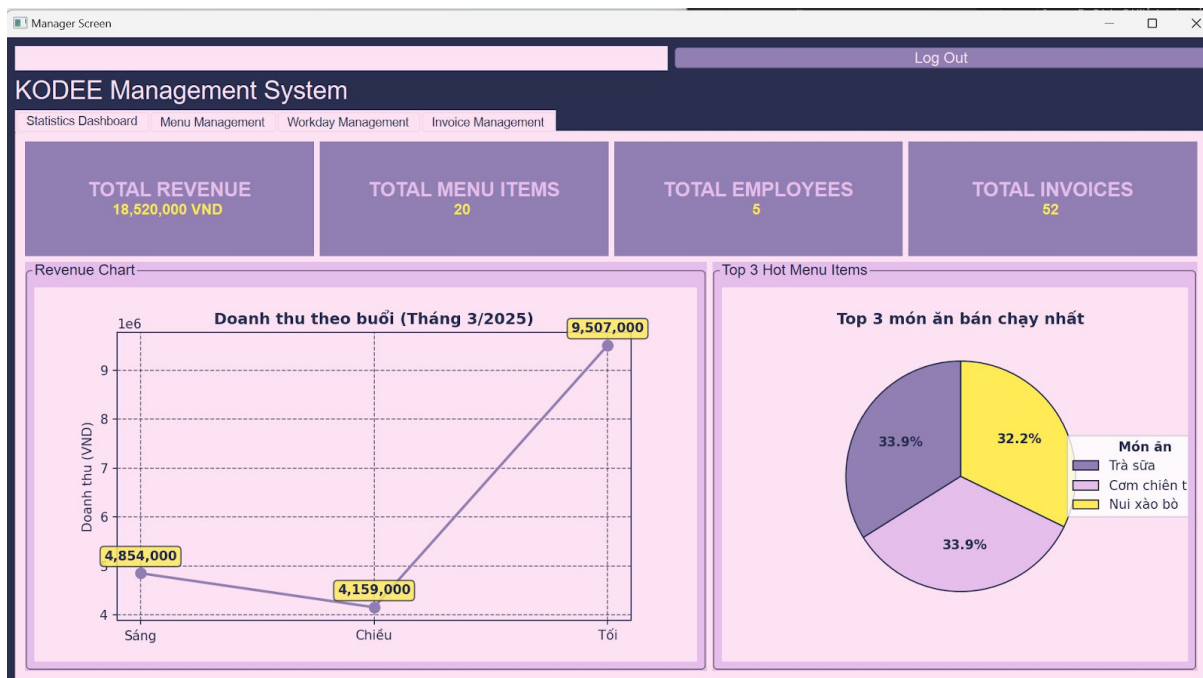 Manager Screen
Log Out
KODEE Management System
Statistics Dashboard Menu Management Workday Management Invoice Management
TOTAL REVENUE
18,520,000 VND
TOTAL MENU ITEMS
20
TOTAL EMPLOYEES
5
TOTAL INVOICES
52
Revenue Chart
Doanh thu theo buổi (Tháng 3/2025)
1e6
9,507,000
9
8
7
6
5
4
Doanh thu (VND)
4,854,000
4,159,000
Sáng Chiều Tối
Top 3 Hot Menu Items
Top 3 món ăn bán chạy nhất
33.9%
32.2%
33.9%
Món ăn
Trà sữa
Cơm chiên t
Nui xào bò